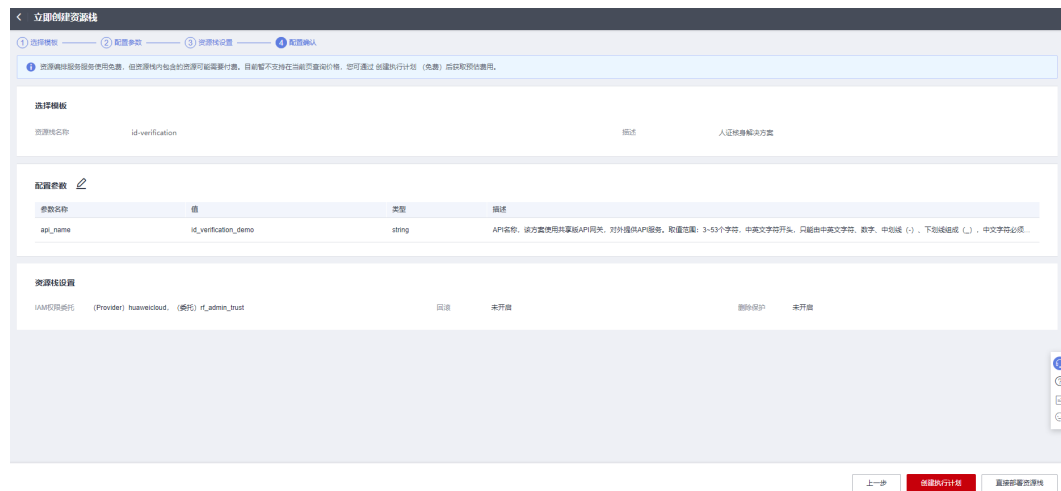 立即创建资源栈
1 选择模板 2 配置参数 3 资源栈设置 4 配置确认
资源编排服务服务使用免费，但资源栈内包含的资源可能需要付费。目前暂不支持在当前页查询价格，您可通过 创建执行计划 （免费）后获取预估费用。
选择模板
资源栈名称 id-verification 描述 人证核身解决方案
配置参数
参数名称 值 类型 描述
api_name id_verification_demo string API名称，该方案使用共享版API网关，对外提供API服务。取值范围：3~53个字符，中英文字符开头，只能由中英文字符、数字、中划线（-）、下划线组成（_），中文字符必须...
资源栈设置
IAM权限委托 （Provider）huaweicloud，（委托）rf_admin_trust 回滚 未开启 删除保护 未开启
上一步 创建执行计划 直接部署资源栈